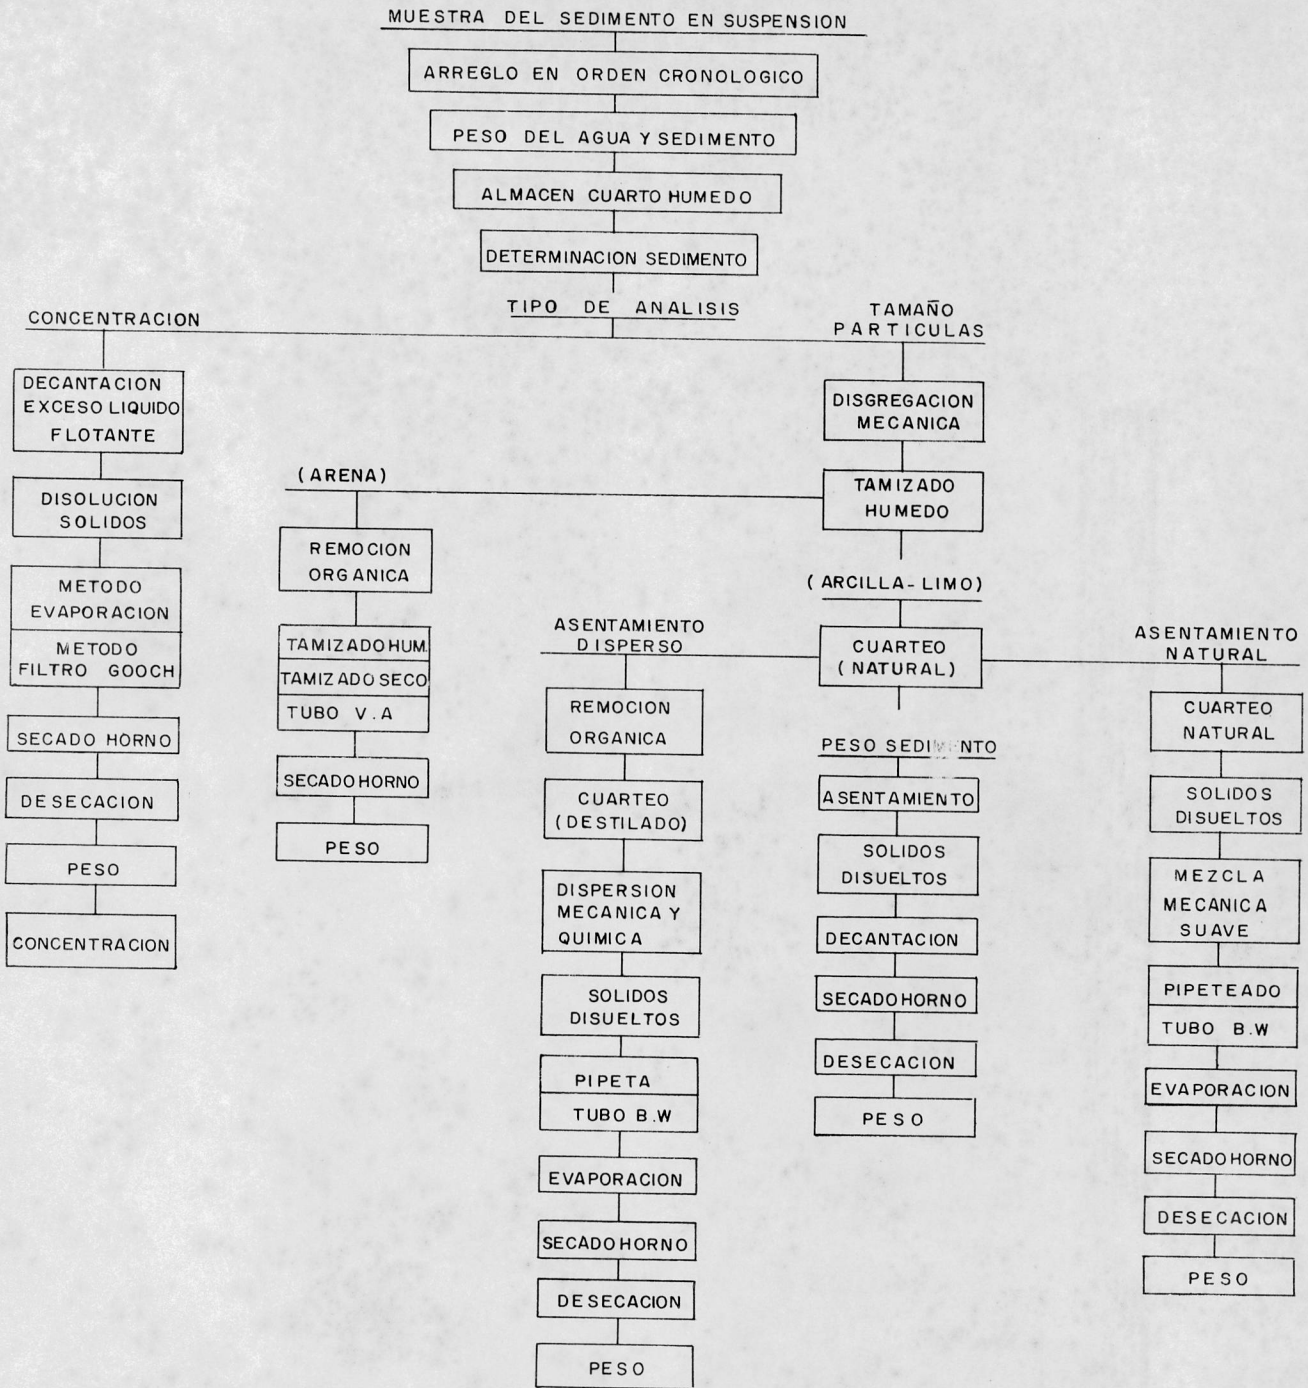 MUESTRA DEL SEDIMENTO EN SUSPENSION
ARREGLO EN ORDEN CRONOLOGICO
PESO DEL AGUA Y SEDIMENTO
ALMACEN CUARTO HUMEDO
DETERMINACION SEDIMENTO
TIPO DE ANALISIS
CONCENTRACION
DECANTACION
EXCESO LIQUIDO
FLOTANTE
DISOLUCION
SOLIDOS
METODO
EVAPORACION
METODO
FILTRO GOOCH
SECADO HORNO
DESECACION
PESO
CONCENTRACION
TAMAÑO
PARTICULAS
DISGREGACION
MECANICA
TAMIZADO
HUMEDO
(ARENA)
REMOCION
ORGANICA
TAMIZADO HUM.
TAMIZADO SECO
TUBO V.A
SECADO HORNO
PESO
(ARCILLA-LIMO)
CUARTEO
(NATURAL)
ASENTAMIENTO
DISPERSO
REMOCION
ORGANICA
CUARTEO
(DESTILADO)
DISPERSION
MECANICA Y
QUIMICA
SOLIDOS
DISUELTOS
PIPETA
TUBO B.W
EVAPORACION
SECADO HORNO
DESECACION
PESO
PESO SEDIMENTO
ASENTAMIENTO
SOLIDOS
DISUELTOS
DECANTACION
SECADO HORNO
DESECACION
PESO
ASENTAMIENTO
NATURAL
CUARTEO
NATURAL
SOLIDOS
DISUELTOS
MEZCLA
MECANICA
SUAVE
PIPETEADO
TUBO B.W
EVAPORACION
SECADO HORNO
DESECACION
PESO